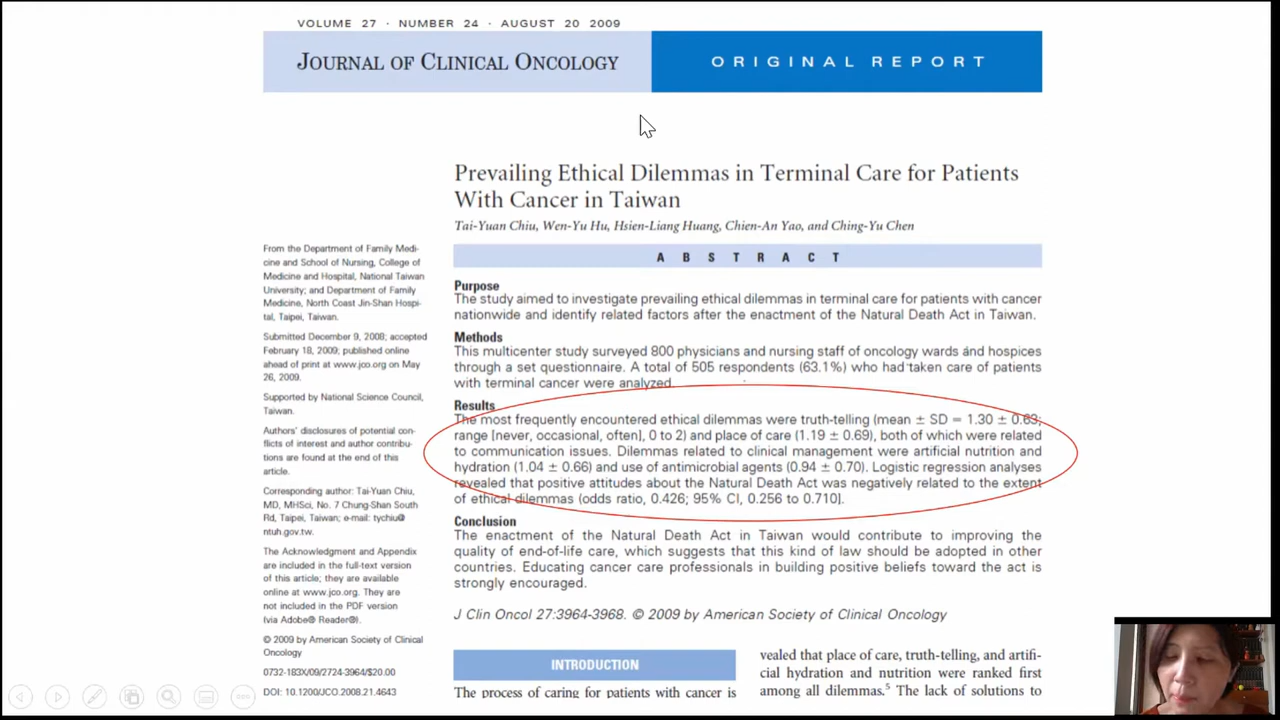 VOLUME 27 · NUMBER 24 · AUGUST 20 2009
JOURNAL OF CLINICAL ONCOLOGY
ORIGINAL REPORT
Prevailing Ethical Dilemmas in Terminal Care for Patients
With Cancer in Taiwan
Tai-Yuan Chiu, Wen-Yu Hu, Hsien-Liang Huang, Chien-An Yao, and Ching-Yu Chen
From the Department of Family Medi-
cine and School of Nursing, College of
Medicine and Hospital, National Taiwan
University; and Department of Family
Medicine, North Coast Jin-Shan Hospi-
tal, Taipei, Taiwan.
Submitted December 9, 2008; accepted
February 18, 2009; published online
ahead of print at www.jco.org on May
26, 2009.
Supported by National Science Council,
Taiwan.
Authors' disclosures of potential con-
flicts of interest and author contribu-
tions are found at the end of this
article.
Corresponding author: Tai-Yuan Chiu,
MD, MHSci, No. 7 Chung-Shan South
Rd, Taipei, Taiwan; e-mail: tychiu@
ntuh.gov.tw.
The Acknowledgment and Appendix
are included in the full-text version
of this article; they are available
online at www.jco.org. They are
not included in the PDF version
(via Adobe® Reader®).
© 2009 by American Society of Clinical
Oncology
0732-183X/09/2724-3964/$20.00
DOI: 10.1200/JCO.2008.21.4643
ABSTRACT
Purpose
The study aimed to investigate prevailing ethical dilemmas in terminal care for patients with cancer
nationwide and identify related factors after the enactment of the Natural Death Act in Taiwan.
Methods
This multicenter study surveyed 800 physicians and nursing staff of oncology wards and hospices
through a set questionnaire. A total of 505 respondents (63.1%) who had taken care of patients
with terminal cancer were analyzed.
Results
The most frequently encountered ethical dilemmas were truth-telling (mean ± SD = 1.30 ± 0.63;
range [never, occasional, often], 0 to 2) and place of care (1.19 ± 0.69), both of which were related
to communication issues. Dilemmas related to clinical management were artificial nutrition and
hydration (1.04 ± 0.66) and use of antimicrobial agents (0.94 ± 0.70). Logistic regression analyses
revealed that positive attitudes about the Natural Death Act was negatively related to the extent
of ethical dilemmas (odds ratio, 0.426; 95% CI, 0.256 to 0.710].
Conclusion
The enactment of the Natural Death Act in Taiwan would contribute to improving the
quality of end-of-life care, which suggests that this kind of law should be adopted in other
countries. Educating cancer care professionals in building positive beliefs toward the act is
strongly encouraged.
J Clin Oncol 27:3964-3968. © 2009 by American Society of Clinical Oncology
INTRODUCTION
The process of caring for patients with cancer is
vealed that place of care, truth-telling, and artifi-
cial hydration and nutrition were ranked first
among all dilemmas.5 The lack of solutions to